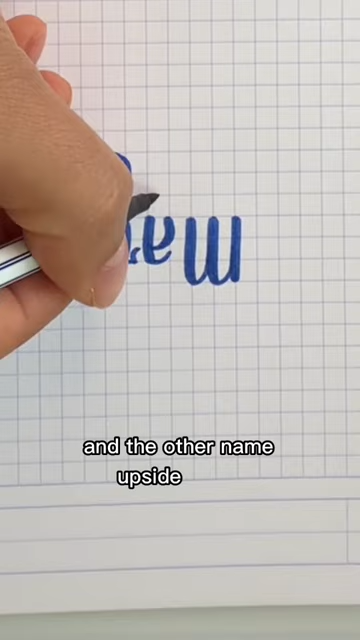 and the other name
upside